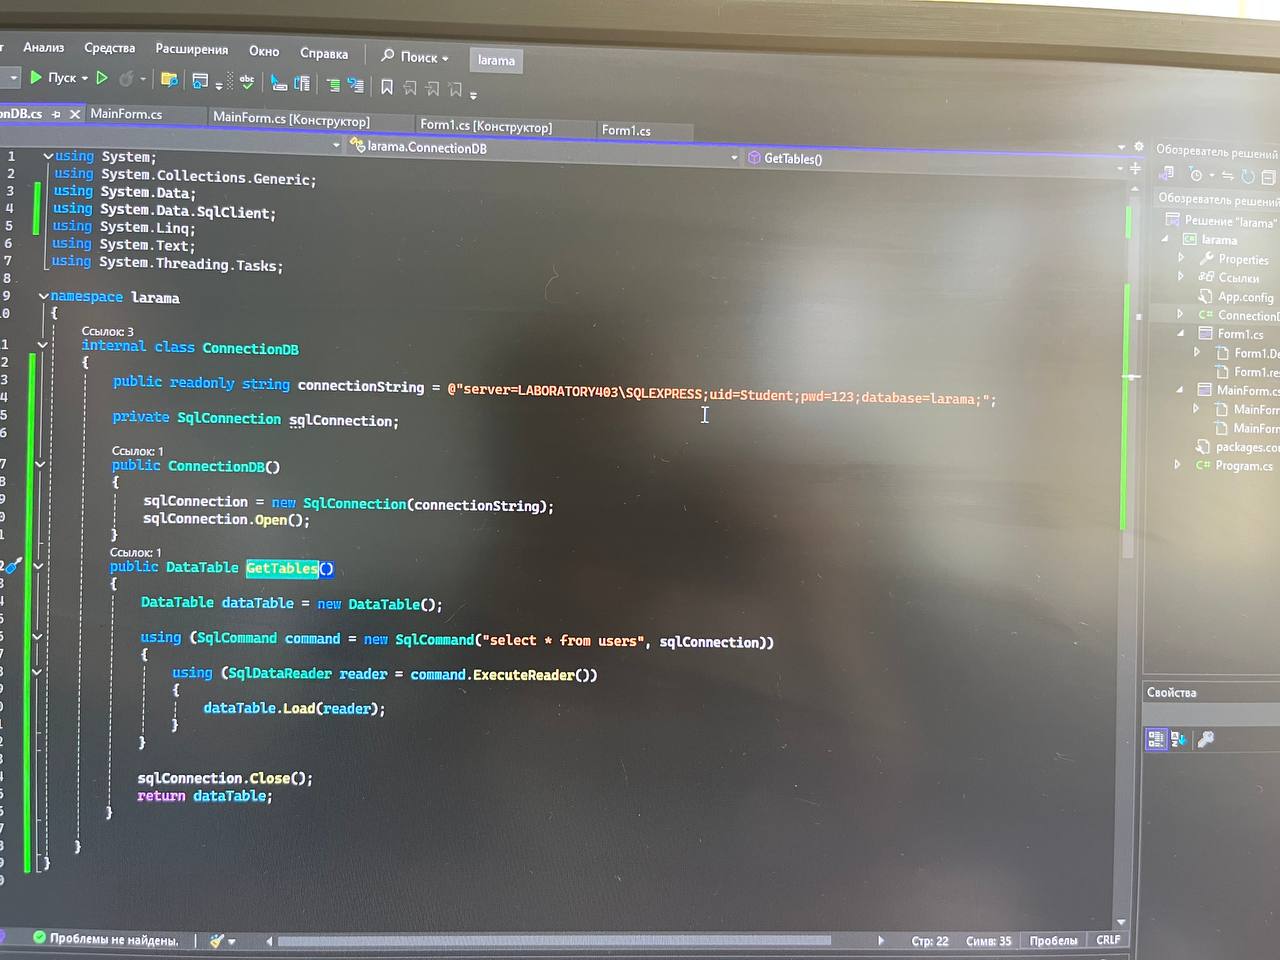 Анализ Средства Расширения Окно Справка Поиск larama
Пуск
onDB.cs MainForm.cs MainForm.cs [Конструктор] Form1.cs [Конструктор] Form1.cs
larama.ConnectionDB GetTables()
1 using System;
2 using System.Collections.Generic;
3 using System.Data;
4 using System.Data.SqlClient;
5 using System.Linq;
6 using System.Text;
7 using System.Threading.Tasks;
8
9 namespace larama
0 {
Ссылок: 3
1 internal class ConnectionDB
2 {
3 public readonly string connectionString = @"server=LABORATORY403\SQLEXPRESS;uid=Student;pwd=123;database=larama;";
4
5 private SqlConnection sqlConnection;
6
Ссылок: 1
7 public ConnectionDB()
8 {
9 sqlConnection = new SqlConnection(connectionString);
0 sqlConnection.Open();
1 }
Ссылок: 1
2 public DataTable GetTables()
3 {
4 DataTable dataTable = new DataTable();
5
6 using (SqlCommand command = new SqlCommand("select * from users", sqlConnection))
7 {
8 using (SqlDataReader reader = command.ExecuteReader())
9 {
0 dataTable.Load(reader);
1 }
2 }
3
4 sqlConnection.Close();
5 return dataTable;
6 }
7
8 }
9 }
0
Проблемы не найдены. Стр: 22 Симв: 35 Пробелы CRLF
Обозреватель решений
Обозреватель решений
Решение "larama"
larama
Properties
Ссылки
App.config
ConnectionD
Form1.cs
Form1.De
Form1.res
MainForm.cs
MainForm
MainForm
packages.con
Program.cs
Свойства